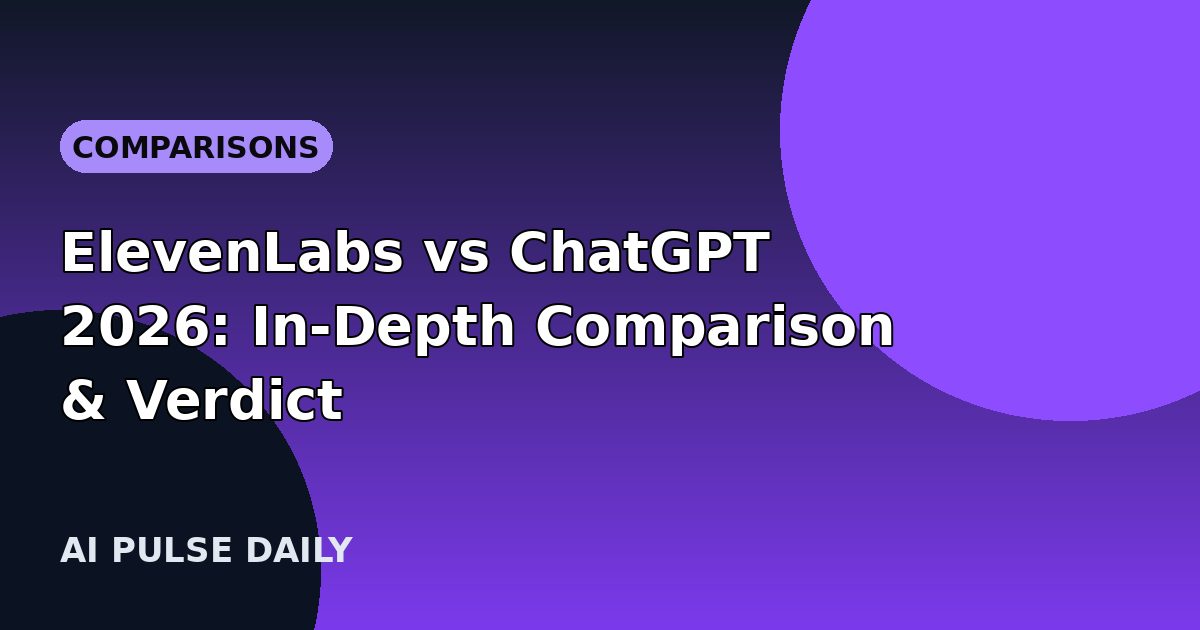 COMPARISONS
ElevenLabs vs ChatGPT
2026: In-Depth Comparison
& Verdict
AI PULSE DAILY